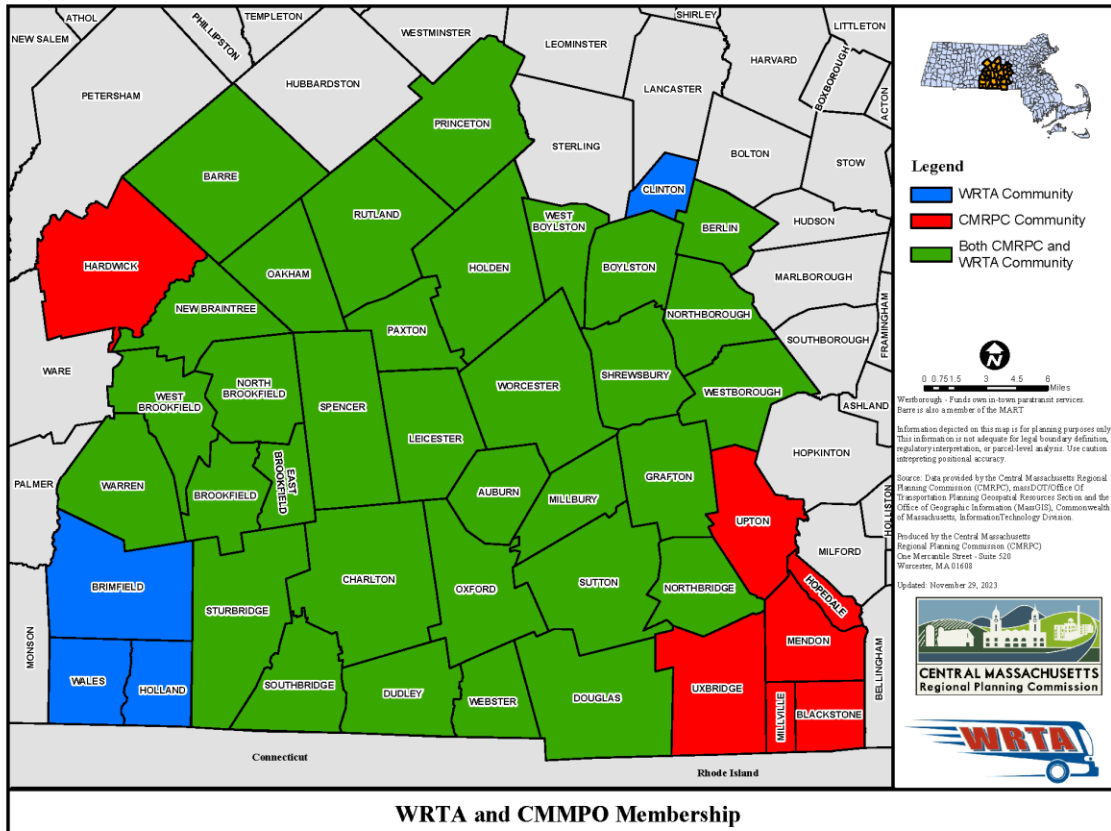 ATHOL
TEMPLETON
PHILLIPSTON
NEW SALEM
WESTMINSTER
SHIRLEY
LITTLETON
LEOMINSTER
HARVARD
BOXBOROUGH
HUBBARDSTON
LANCASTER
PETERSHAM
ACTON
PRINCETON
STERLING
BOLTON
STOW
BARRE
CLINTON
RUTLAND
WEST
BOYLSTON
BERLIN
HUDSON
HARDWICK
OAKHAM
HOLDEN
BOYLSTON
MARLBOROUGH
NEW BRAINTREE
PAXTON
NORTHBOROUGH
SOUTHBOROUGH
FRAMINGHAM
WARE
NORTH
BROOKFIELD
WEST
BROOKFIELD
SPENCER
WORCESTER
SHREWSBURY
WESTBOROUGH
ASHLAND
LEICESTER
HOPKINTON
PALMER
WARREN
BROOKFIELD
EAST
BROOKFIELD
AUBURN
MILLBURY
GRAFTON
HOLLISTON
UPTON
MILFORD
BRIMFIELD
CHARLTON
OXFORD
SUTTON
NORTHBRIDGE
HOPEDALE
STURBRIDGE
MENDON
MONSON
BELLINGHAM
WALES
HOLLAND
SOUTHBRIDGE
DUDLEY
WEBSTER
DOUGLAS
UXBRIDGE
MILLVILLE
BLACKSTONE
Connecticut
Rhode Island
Legend
WRTA Community
CMRPC Community
Both CMRPC and
WRTA Community
N
0 0.75 1.5 3 4.5 6
Miles
Westborough - Funds own in-town paratransit services.
Barre is also a member of the MART
Information depicted on this map is for planning purposes only.
This information is not adequate for legal boundary definition,
regulatory interpretation, or parcel-level analysis. Use caution
intrepreting positional accuracy.
Source: Data provided by the Central Massachusetts Regional
Planning Commission (CMRPC), massDOT/Office Of
Transportation Planning Geospatial Resources Section and the
Office of Geographic Information (MassGIS), Commonwealth
of Massachusetts, InformationTechnology Division.
Produced by the Central Massachusetts
Regional Planning Commission (CMRPC)
One Mercantile Street - Suite 520
Worcester, MA 01608
Updated: November 29, 2023
CENTRAL MASSACHUSETTS
Regional Planning Commission
WRTA
WRTA and CMMPO Membership